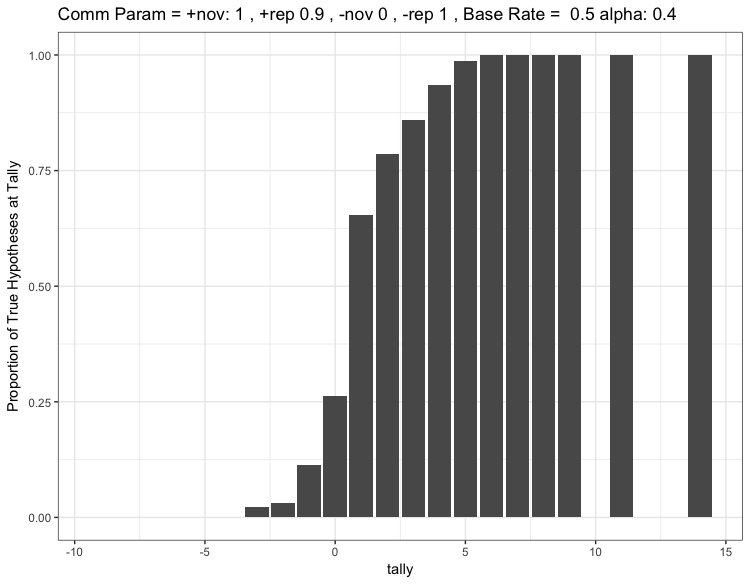 Comm Param = +nov: 1 , +rep 0.9 , -nov 0 , -rep 1 , Base Rate =  0.5 alpha: 0.4
Proportion of True Hypotheses at Tally
1.00
0.75
0.50
0.25
0.00
-10 -5 0 5 10 15
tally